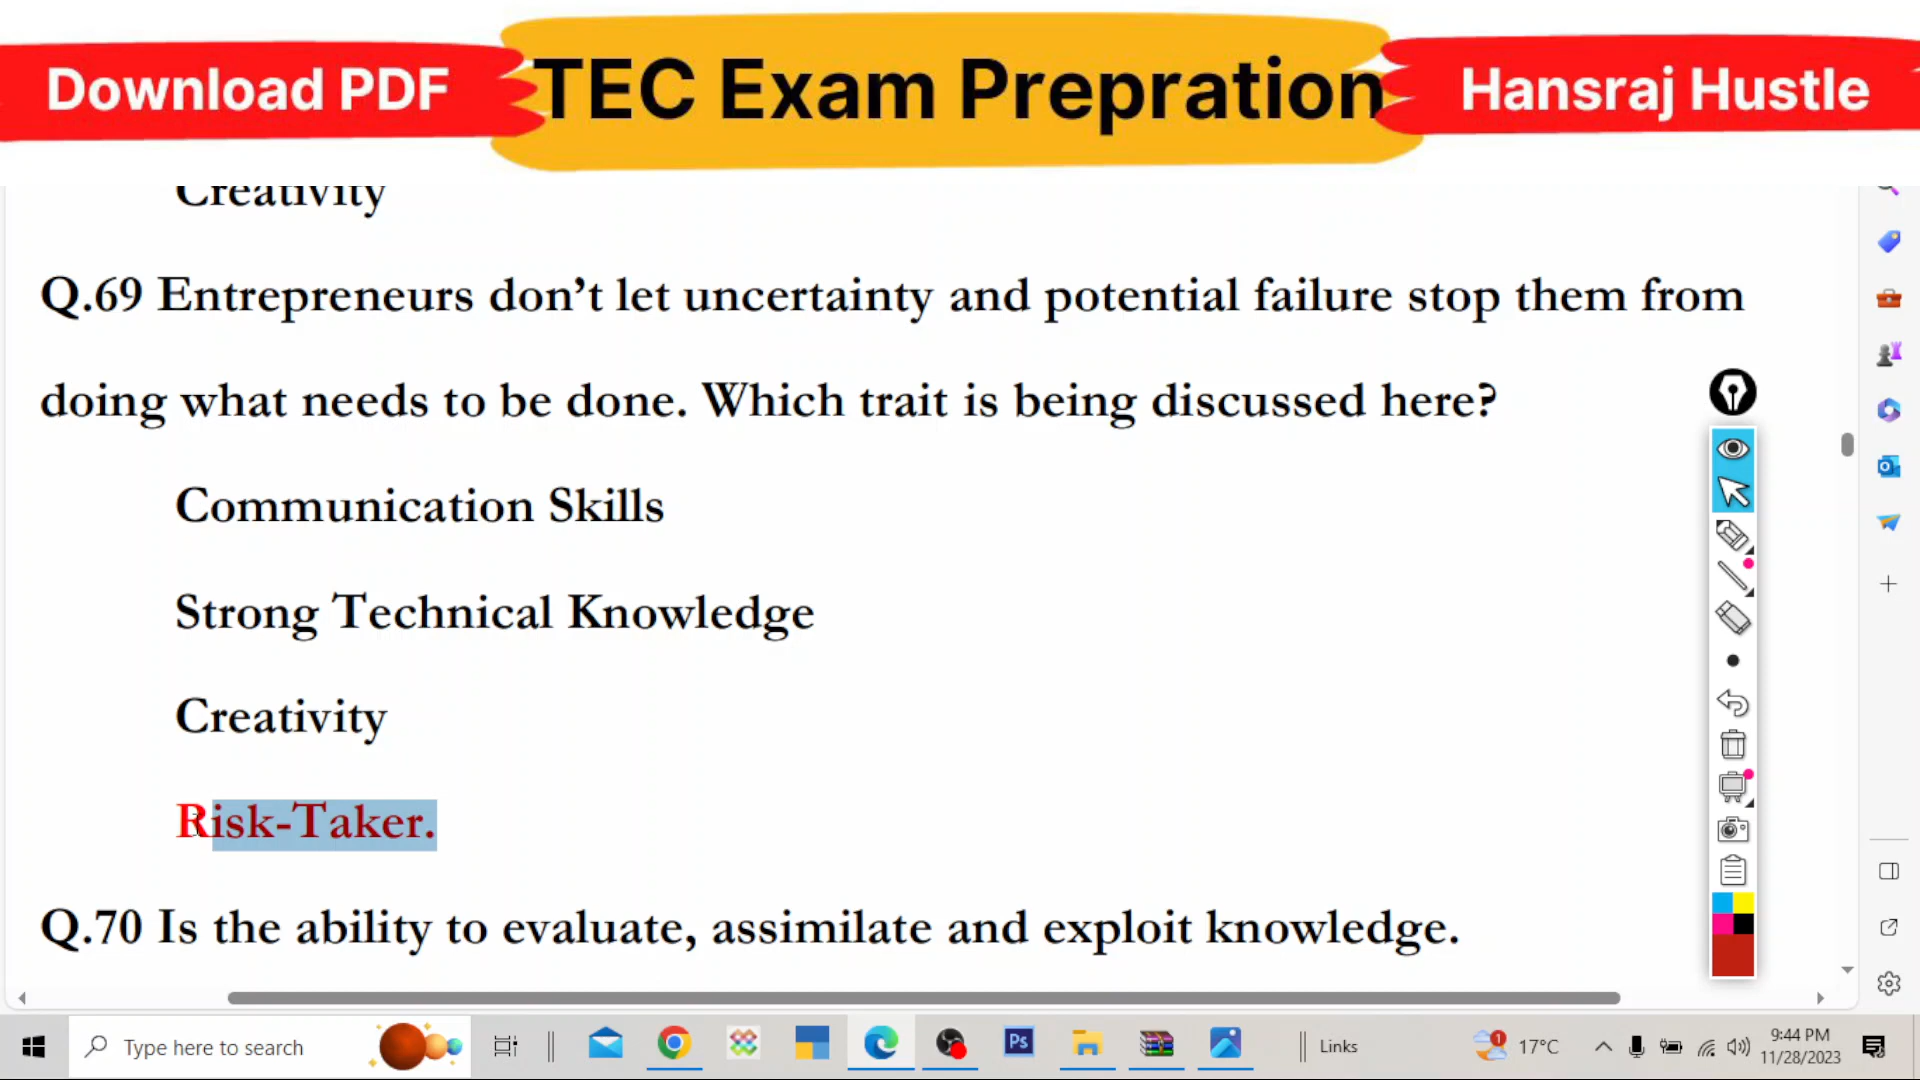 Download PDF
TEC Exam Prepration
Hansraj Hustle
Creativity
Q.69 Entrepreneurs don’t let uncertainty and potential failure stop them from
doing what needs to be done. Which trait is being discussed here?
Communication Skills
Strong Technical Knowledge
Creativity
Risk-Taker.
Q.70 Is the ability to evaluate, assimilate and exploit knowledge.
Type here to search
Ps
Links
1
17°C
9:44 PM
11/28/2023